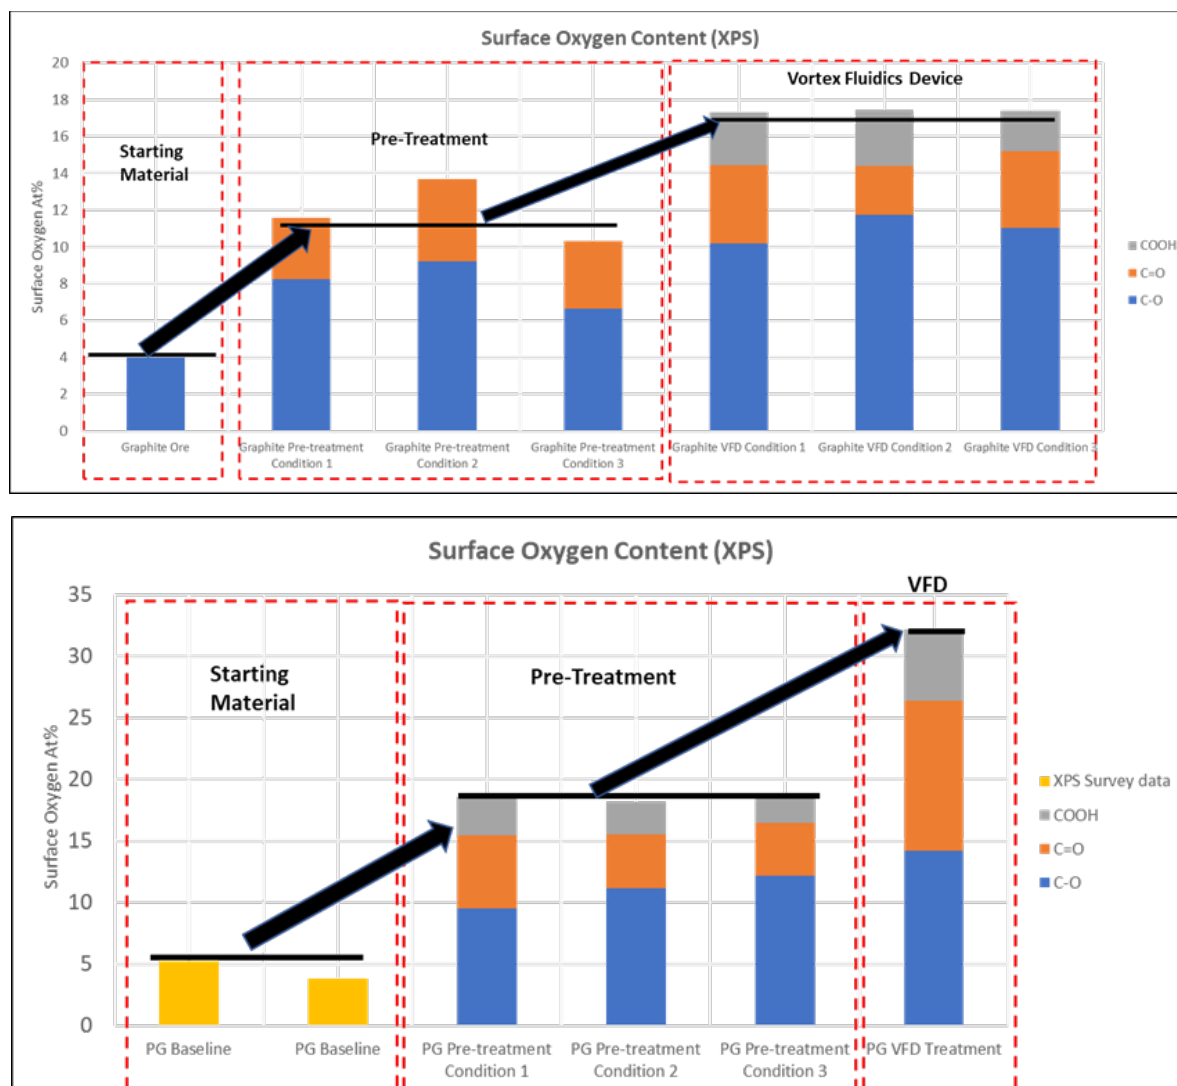 Surface Oxygen Content (XPS)
Vortex Fluidics Device
Pre-Treatment
Starting
Material
Surface Oxygen At%
20
18
16
14
12
10
8
6
4
2
0
COOH
C=O
C-O
Graphite Ore
Graphite Pre-treatment
Condition 1
Graphite Pre-treatment
Condition 2
Graphite Pre-treatment
Condition 3
Graphite VFD Condition 1
Graphite VFD Condition 2
Graphite VFD Condition 3
Surface Oxygen Content (XPS)
VFD
Starting
Material
Pre-Treatment
Surface Oxygen At%
35
30
25
20
15
10
5
0
XPS Survey data
COOH
C=O
C-O
PG Baseline
PG Baseline
PG Pre-treatment
Condition 1
PG Pre-treatment
Condition 2
PG Pre-treatment
Condition 3
PG VFD Treatment